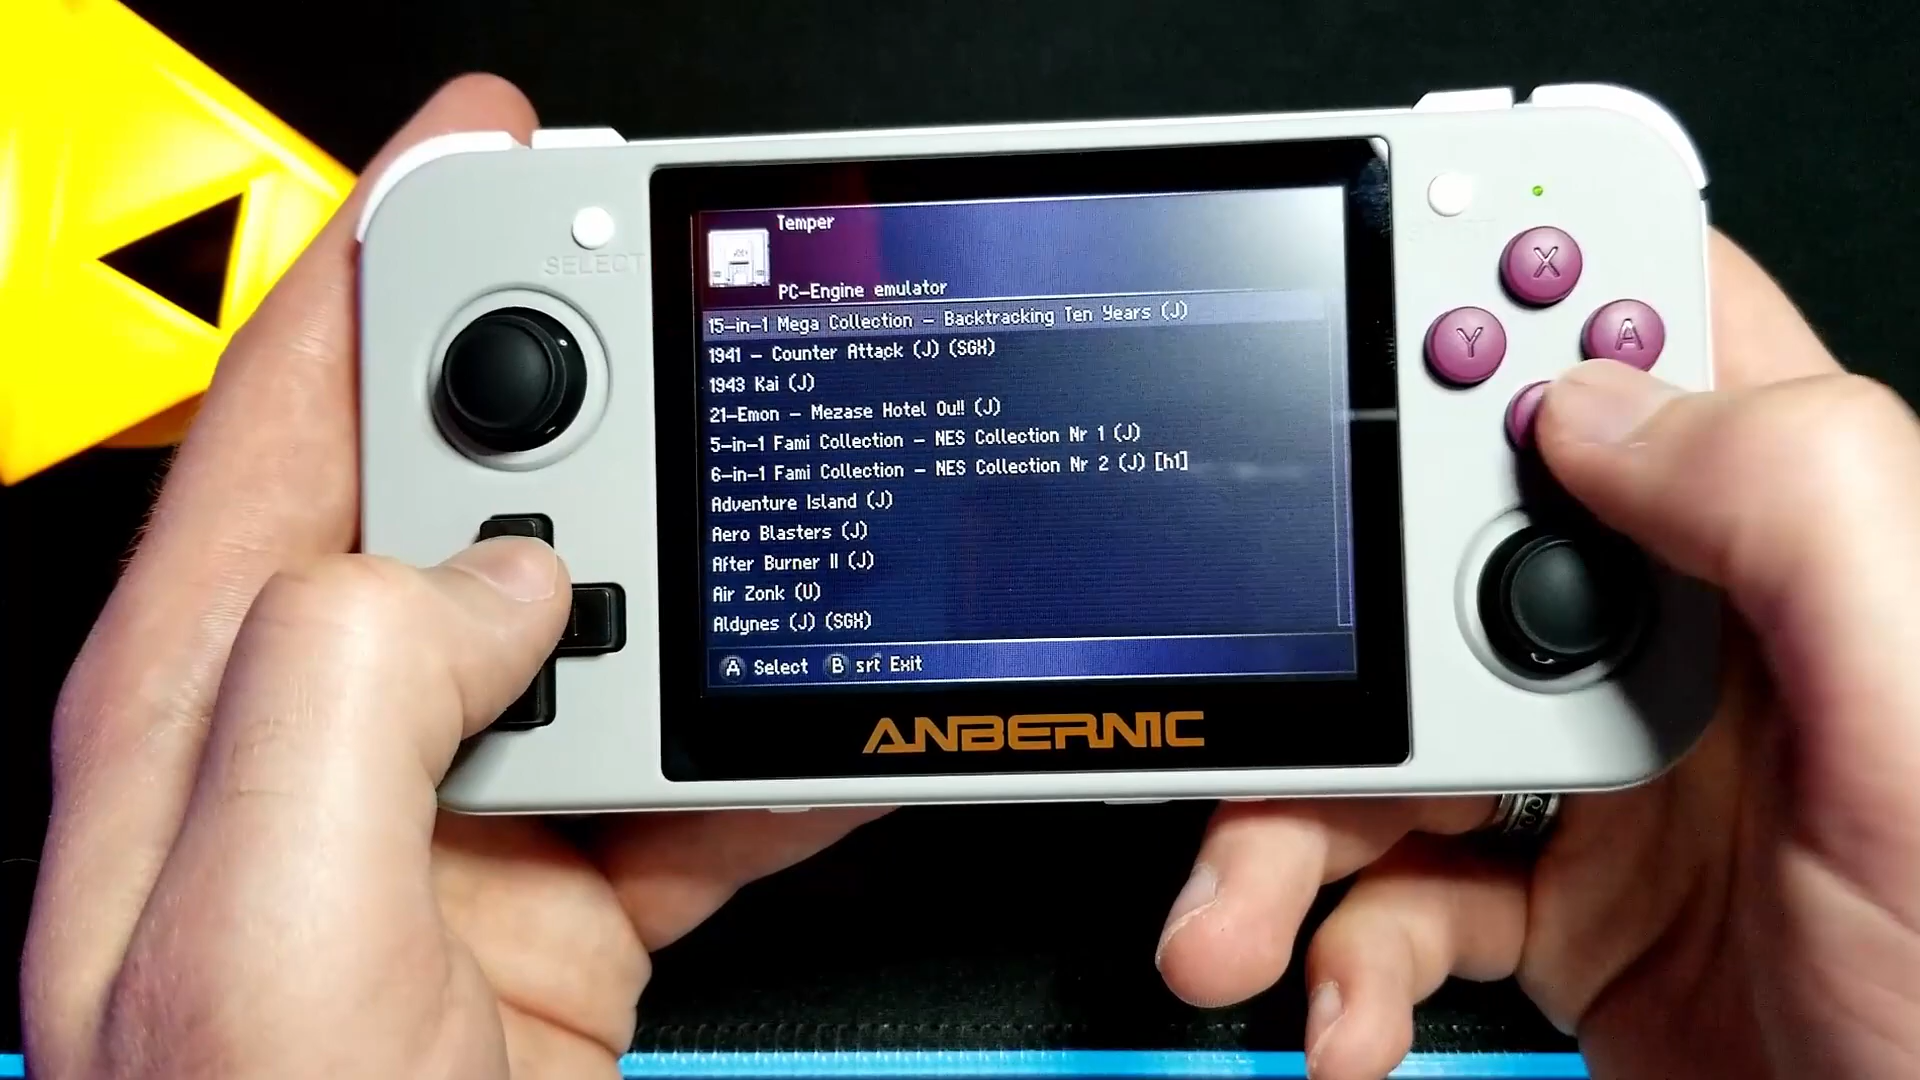 Temper
PC-Engine emulator
15-in-1 Mega Collection - Backtracking Ten Years (J)
1941 - Counter Attack (J) (SGX)
1943 Kai (J)
21-Emon - Mezase Hotel Ou!! (J)
5-in-1 Fami Collection - NES Collection Nr 1 (J)
6-in-1 Fami Collection - NES Collection Nr 2 (J) [h1]
Adventure Island (J)
Aero Blasters (J)
After Burner II (J)
Air Zonk (U)
Aldynes (J) (SGX)
A Select B Exit
ANBERNIC
SELECT
X
Y
A